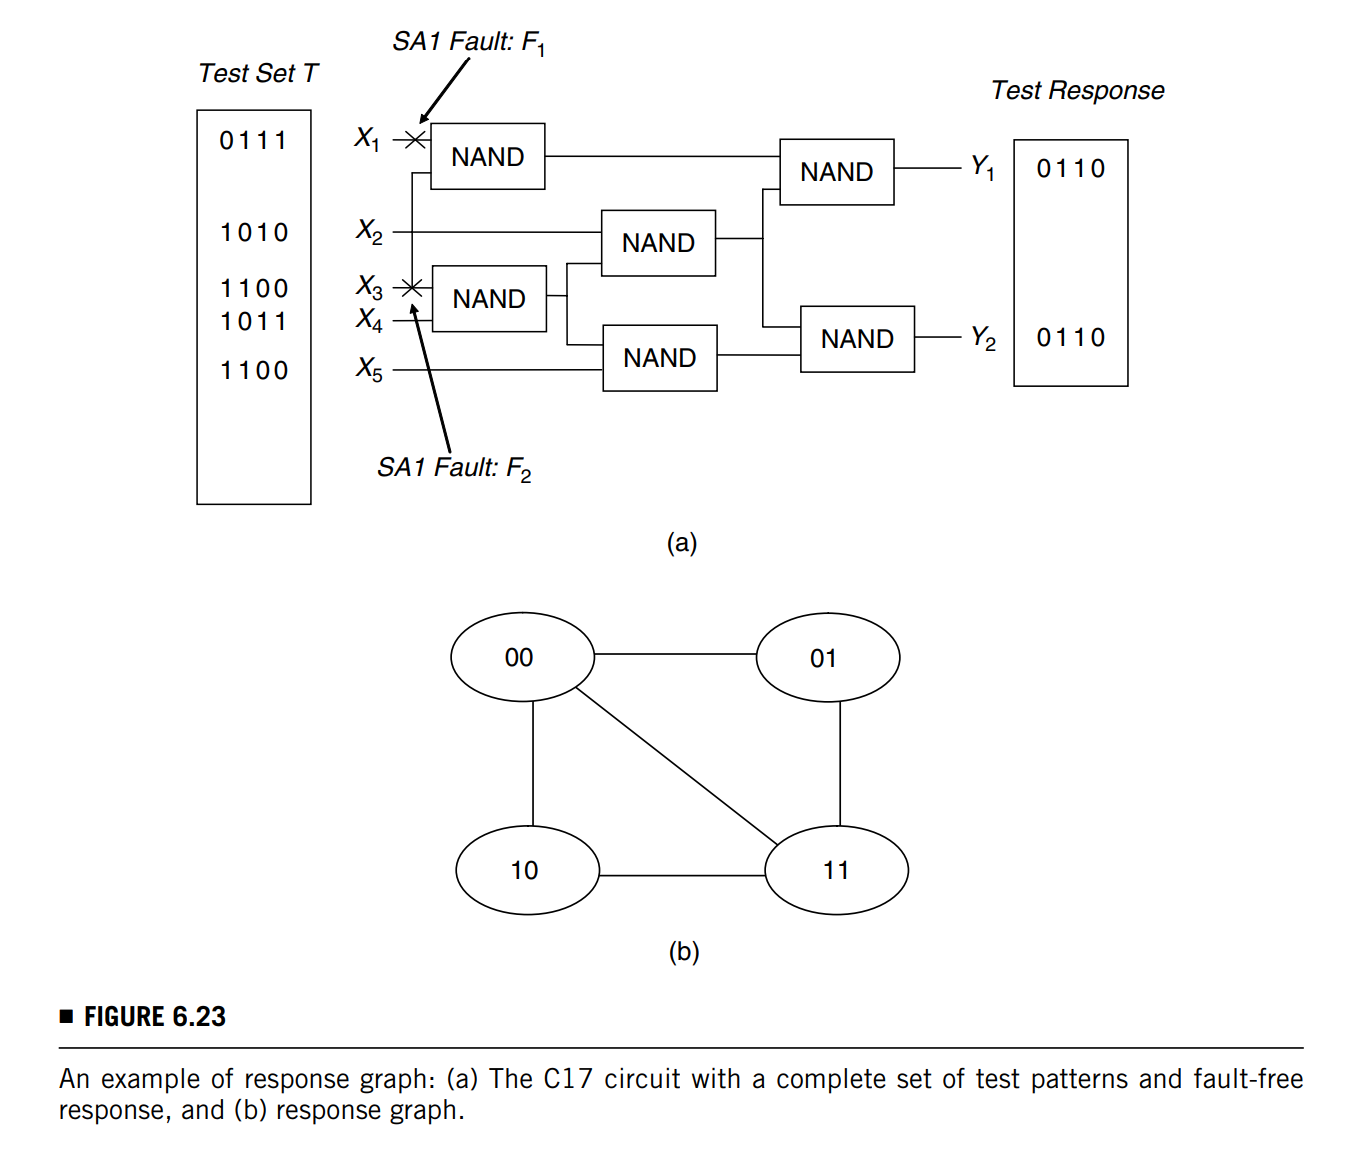 SA1 Fault: F1
Test Set T
Test Response
0111
X1
NAND
NAND
Y1
0110
1010
X2
NAND
1100
X3
NAND
1011
X4
NAND
Y2
0110
1100
X5
NAND
SA1 Fault: F2
(a)
00
01
10
11
(b)
■ FIGURE 6.23
An example of response graph: (a) The C17 circuit with a complete set of test patterns and fault-free
response, and (b) response graph.